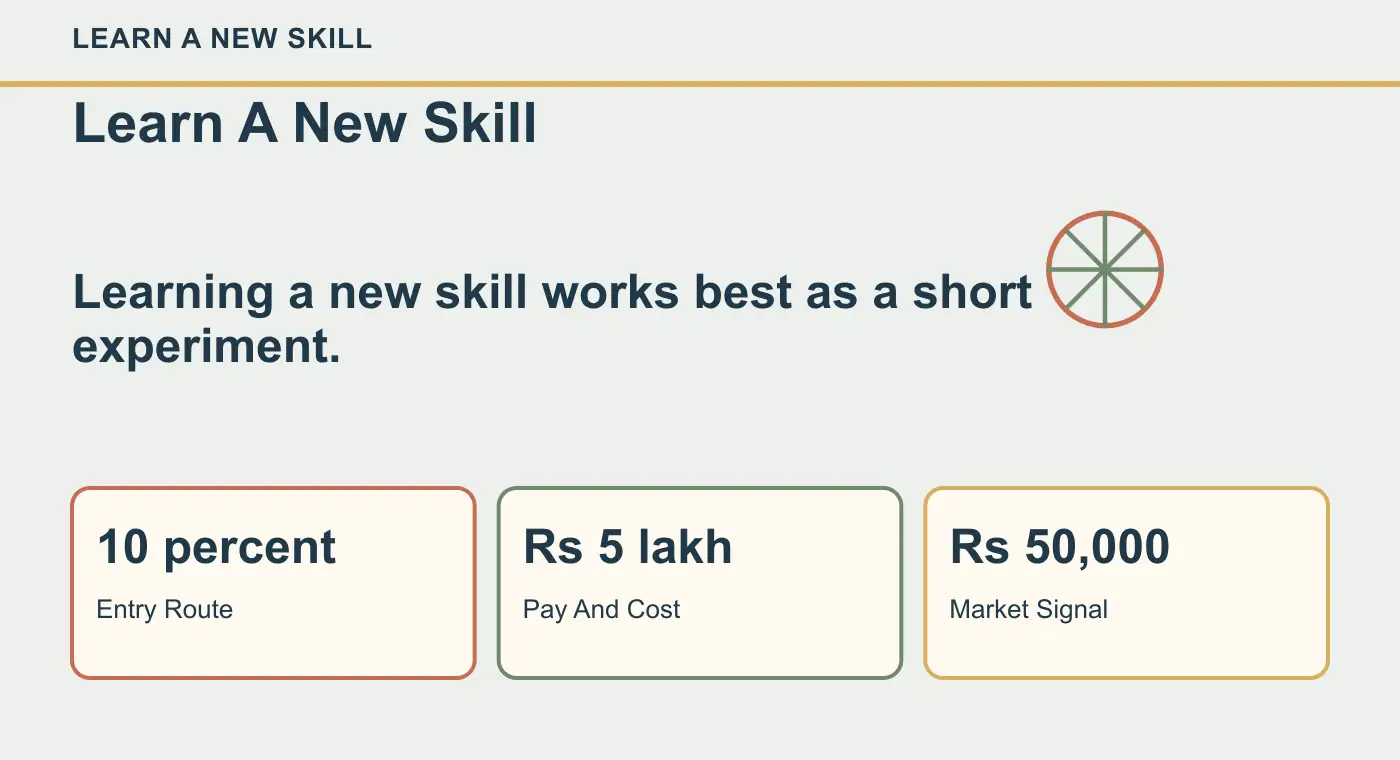 LEARN A NEW SKILL
Learn A New Skill
Learning a new skill works best as a short
experiment.
10 percent
Entry Route
Rs 5 lakh
Pay And Cost
Rs 50,000
Market Signal